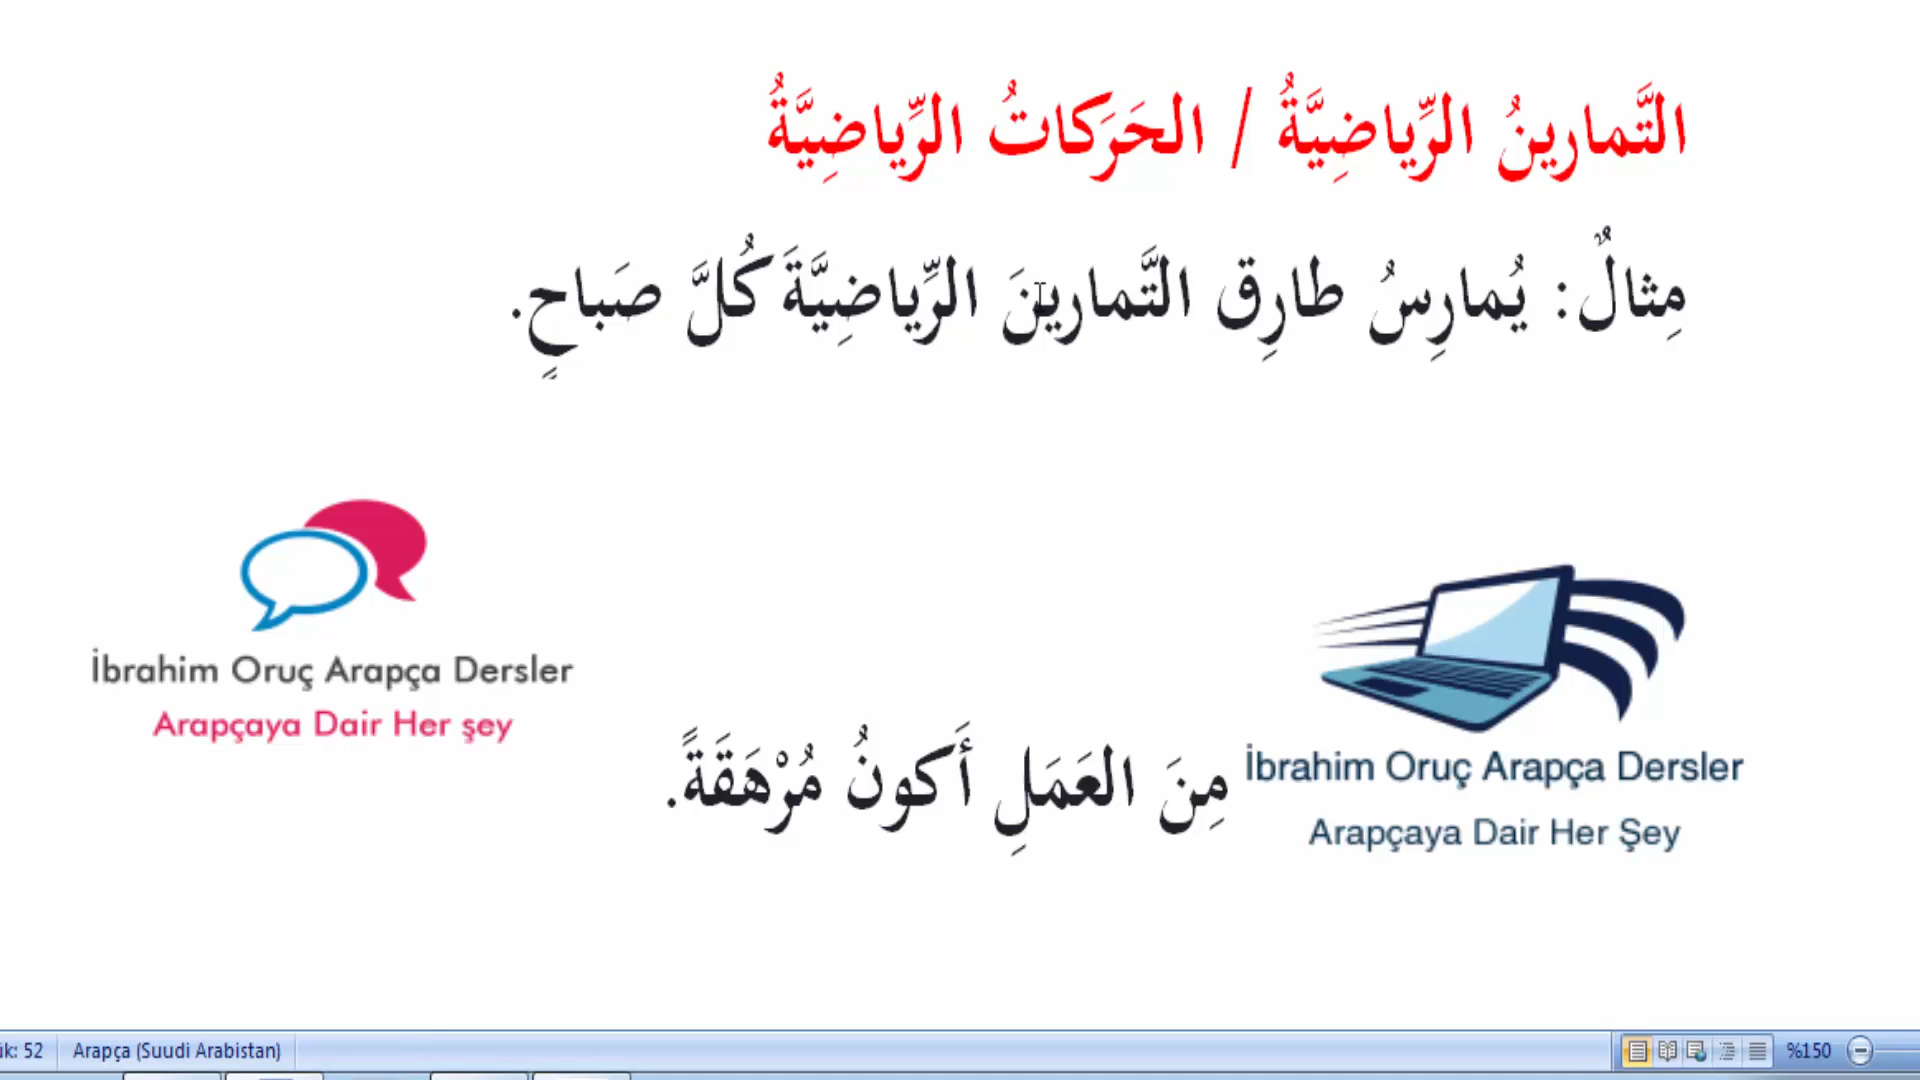 التَّمارينُ الرِّياضِيَّةُ / الحَرَكاتُ الرِّياضِيَّةُ
مِثالٌ: يُمارِسُ طارِق التَّمارينَ الرِّياضِيَّةَ كُلَّ صَباحٍ.
İbrahim Oruç Arapça Dersler
Arapçaya Dair Her şey
İbrahim Oruç Arapça Dersler
Arapçaya Dair Her Şey
مِنَ العَمَلِ أَكونُ مُرْهَقَةً.
ük: 52 Arapça (Suudi Arabistan) %150